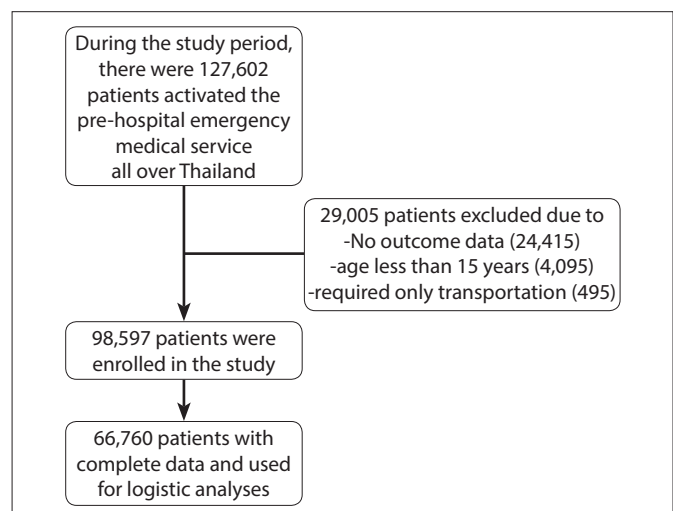 During the study period,
there were 127,602
patients activated the
pre-hospital emergency
medical service
all over Thailand
29,005 patients excluded due to
-No outcome data (24,415)
-age less than 15 years (4,095)
-required only transportation (495)
98,597 patients were
enrolled in the study
66,760 patients with
complete data and used
for logistic analyses